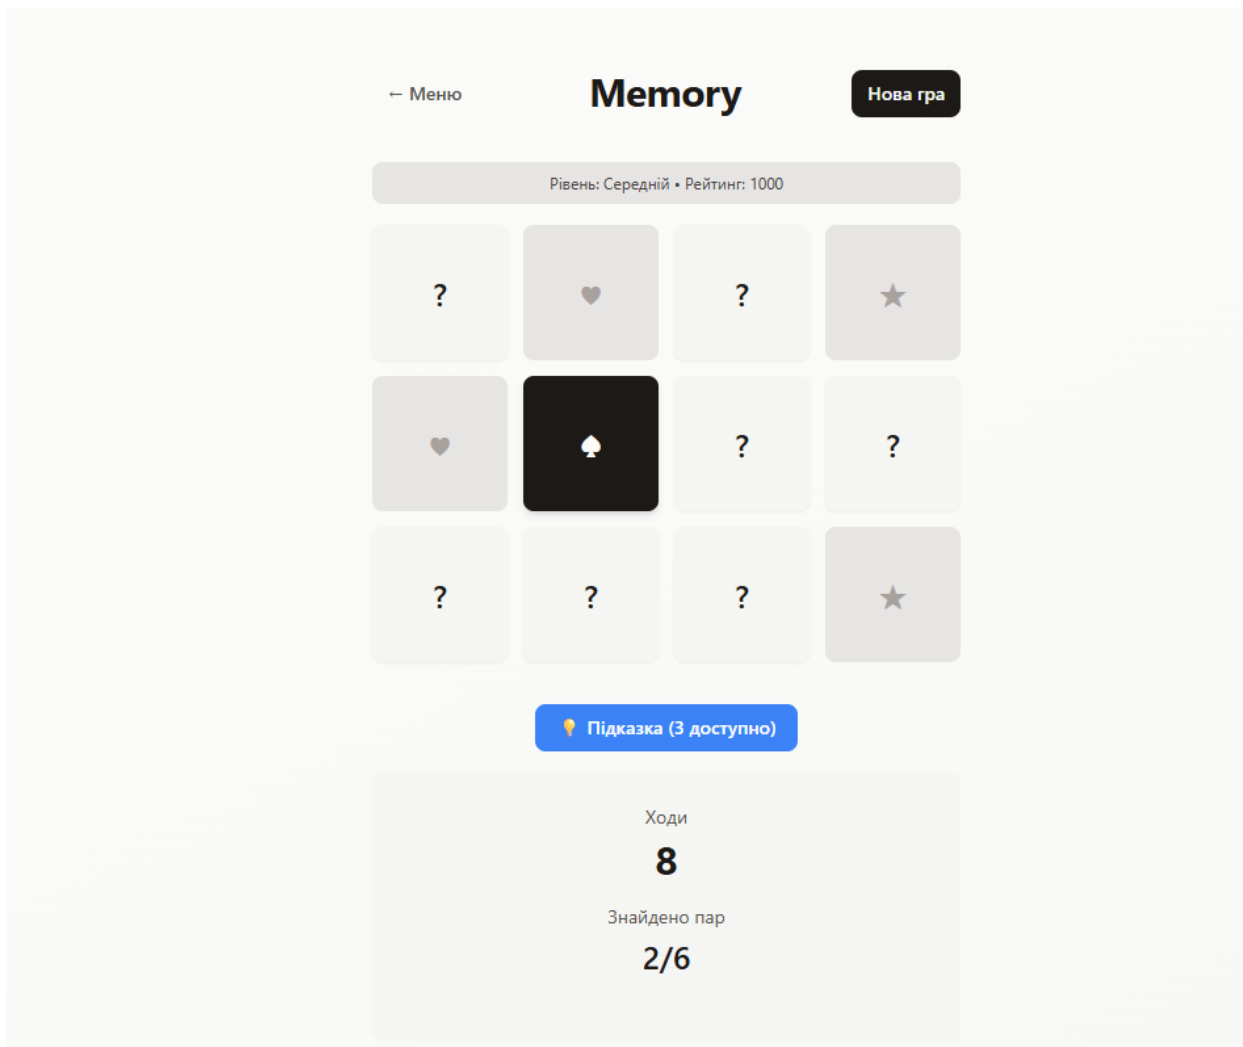 ← Меню
Memory
Нова гра
Рівень: Середній • Рейтинг: 1000
? ♥ ? ★
♥ ♠ ? ?
? ? ? ★
💡 Підказка (3 доступно)
Ходи
8
Знайдено пар
2/6